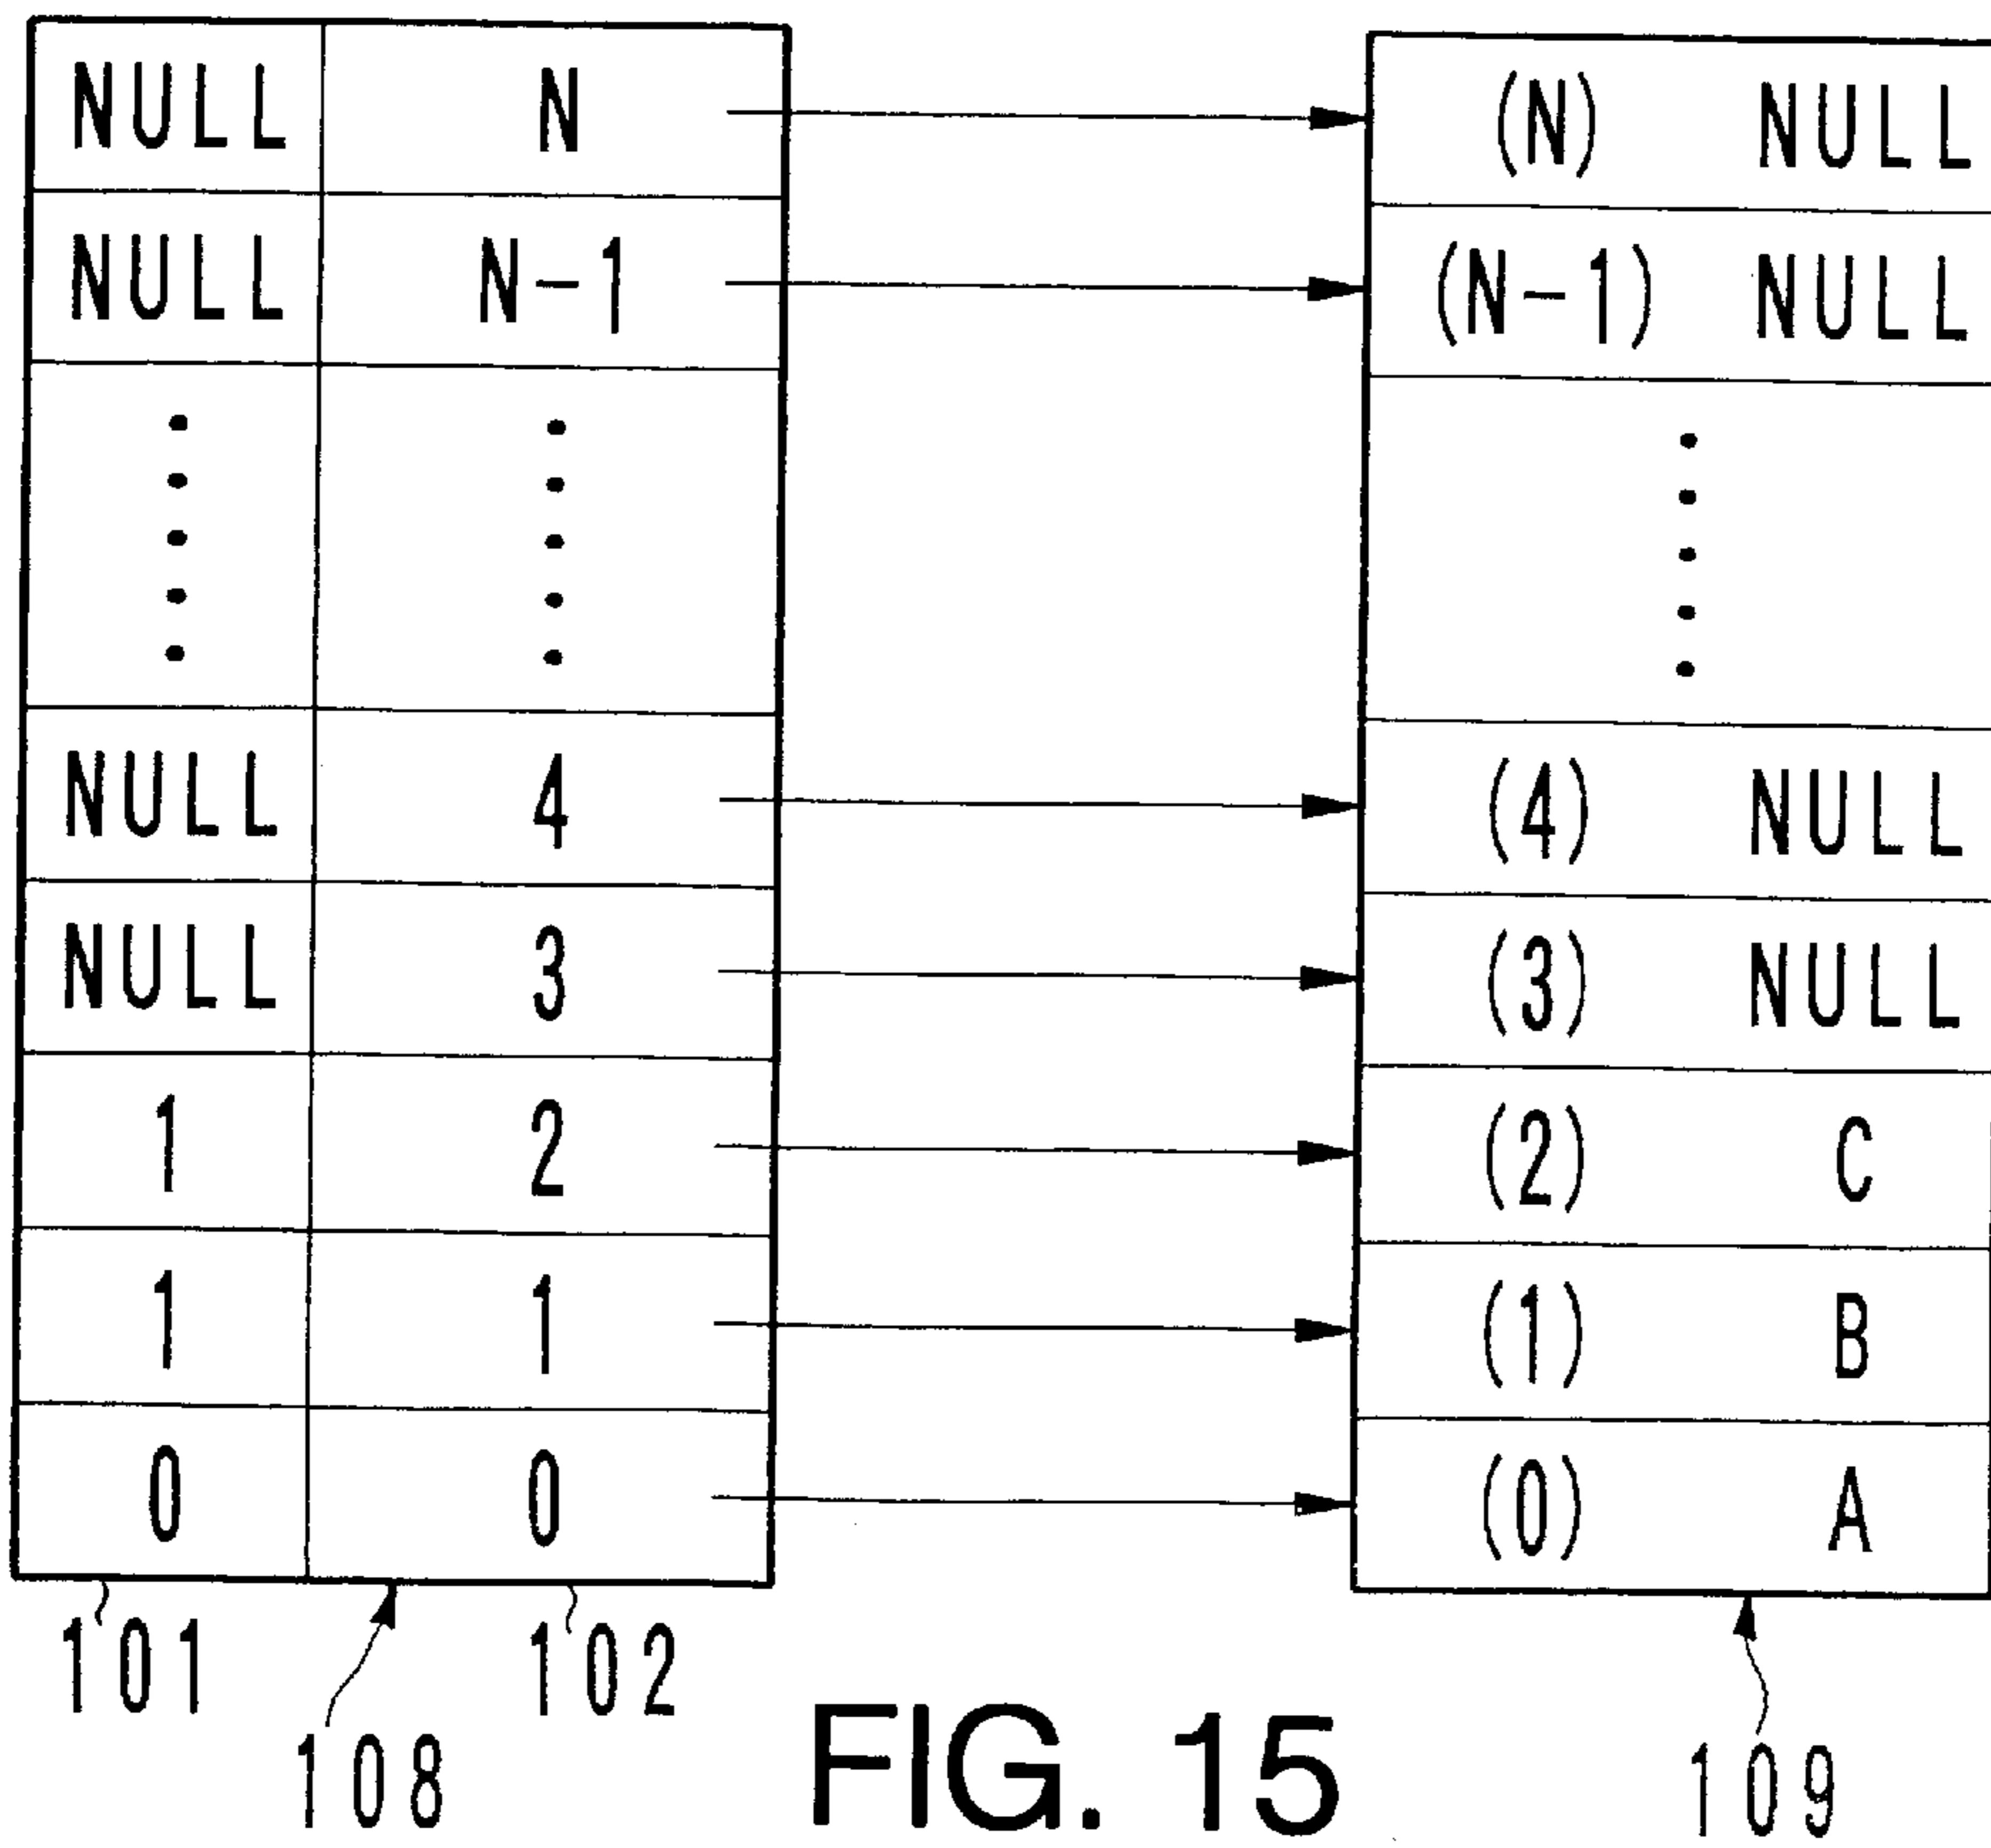 NULL N (N) NULL
NULL N-1 (N-1) NULL
NULL 4 (4) NULL
NULL 3 (3) NULL
1 2 (2) C
1 1 (1) B
0 0 (0) A
101 102
108 109
FIG. 15